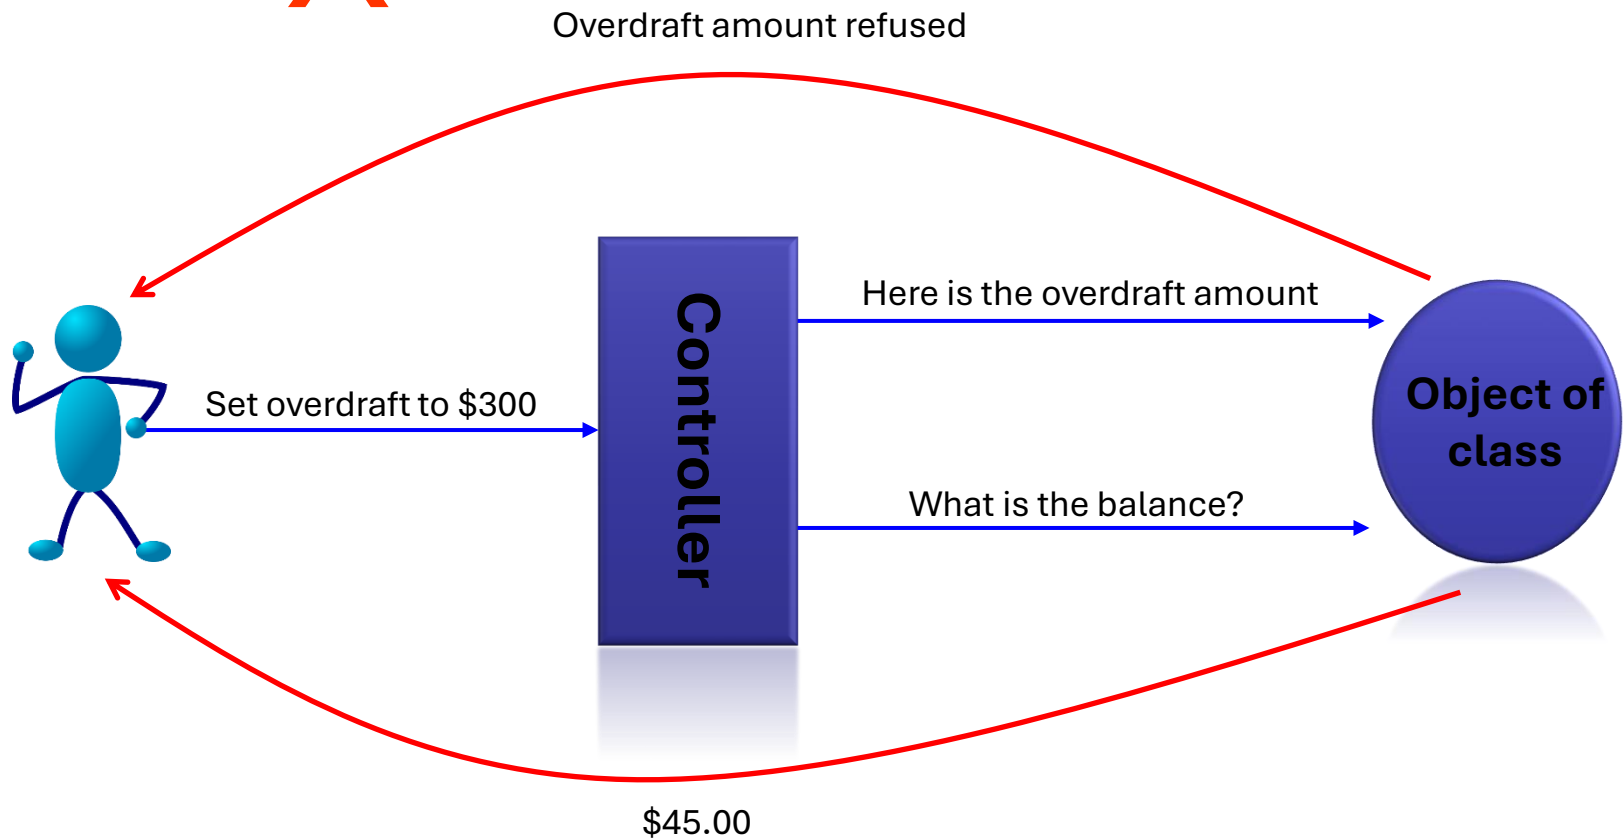 Overdraft amount refused
Here is the overdraft amount
Controller
Set overdraft to $300
Object of
class
What is the balance?
$45.00